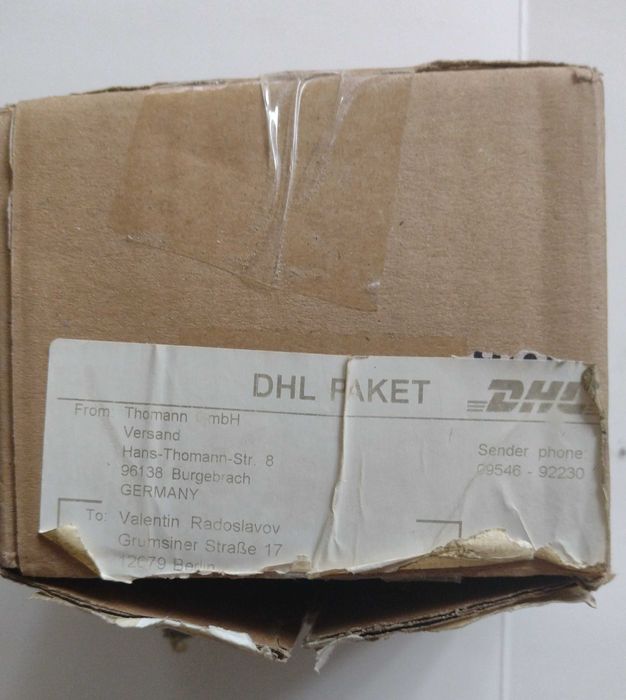 DHL PAKET
DHL
From: Thomann GmbH
Versand
Hans-Thomann-Str. 8
96138 Burgebrach
GERMANY
Sender phone:
09546 - 92230
To: Valentin Radoslavov
Grumsiner Straße 17
12679 Berlin